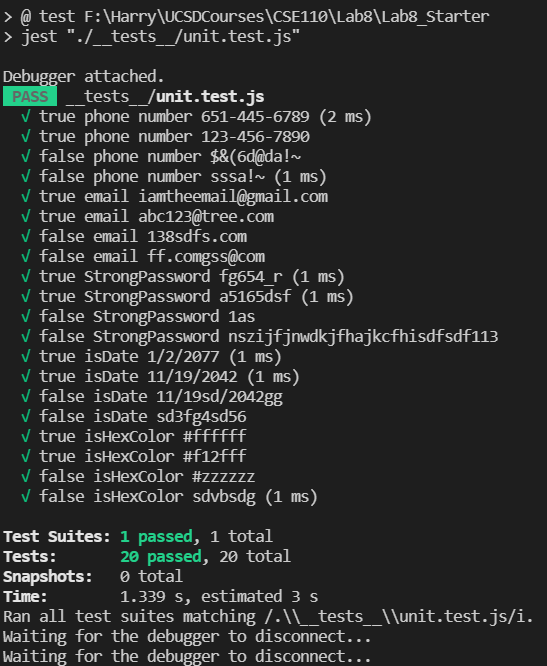 > @ test F:\Harry\UCSDCourses\CSE110\Lab8\Lab8_Starter
> jest "./__tests__/unit.test.js"
Debugger attached.
PASS __tests__/unit.test.js
√ true phone number 651-445-6789 (2 ms)
√ true phone number 123-456-7890
√ false phone number $&(6d@da!~
√ false phone number sssa!~ (1 ms)
√ true email iamtheemail@gmail.com
√ true email abc123@tree.com
√ false email 138sdfs.com
√ false email ff.comgss@com
√ true StrongPassword fg654_r (1 ms)
√ true StrongPassword a5165dsf (1 ms)
√ false StrongPassword 1as
√ false StrongPassword nszijfjnwdkjfhajkcfhisdfsdf113
√ true isDate 1/2/2077 (1 ms)
√ true isDate 11/19/2042 (1 ms)
√ false isDate 11/19sd/2042gg
√ false isDate sd3fg4sd56
√ true isHexColor #ffffff
√ true isHexColor #f12fff
√ false isHexColor #zzzzzz
√ false isHexColor sdvbsdg (1 ms)
Test Suites: 1 passed, 1 total
Tests: 20 passed, 20 total
Snapshots: 0 total
Time: 1.339 s, estimated 3 s
Ran all test suites matching /.\\__tests__\\unit.test.js/i.
Waiting for the debugger to disconnect...
Waiting for the debugger to disconnect...